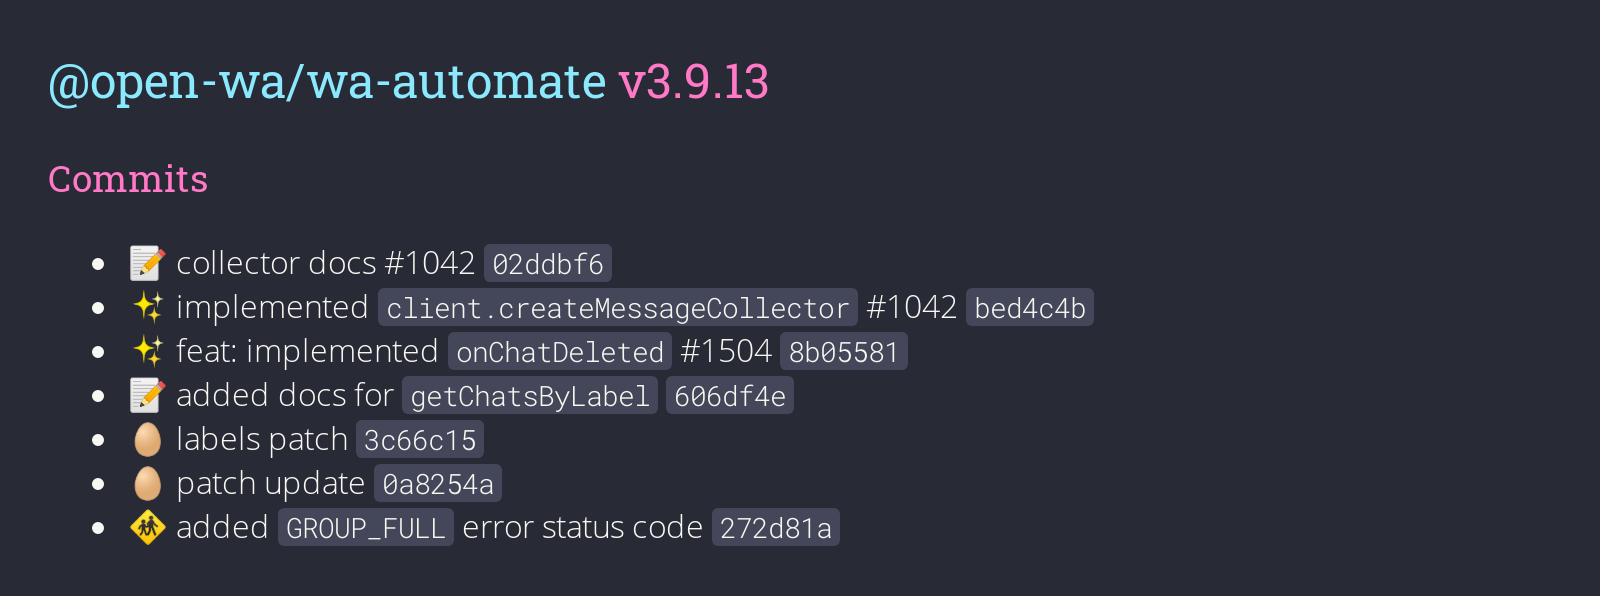 @open-wa/wa-automate v3.9.13
Commits
📝 collector docs #1042 02ddbf6
✨ implemented client.createMessageCollector #1042 bed4c4b
✨ feat: implemented onChatDeleted #1504 8b05581
📝 added docs for getChatsByLabel 606df4e
🥚 labels patch 3c66c15
🥚 patch update 0a8254a
🚸 added GROUP_FULL error status code 272d81a